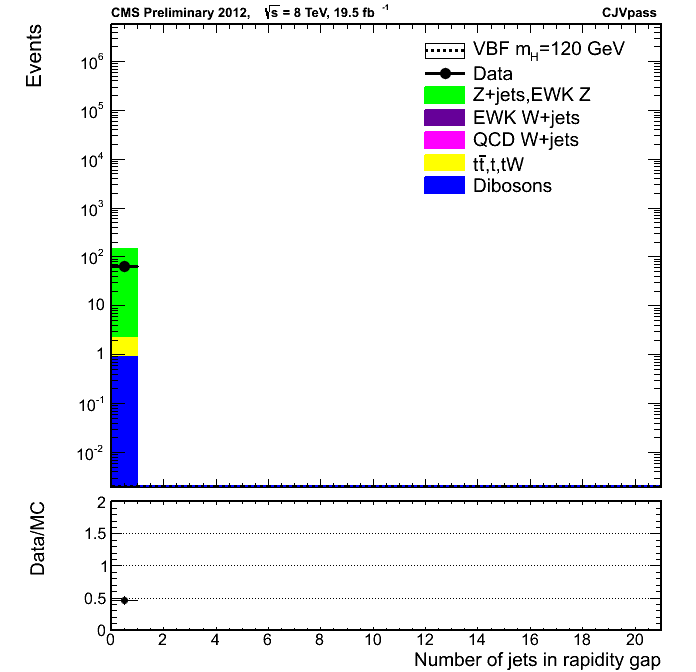 CMS Preliminary 2012, √s = 8 TeV, 19.5 fb⁻¹ CJVpass
Events
10⁶
10⁵
10⁴
10³
10²
10
1
10⁻¹
10⁻²
VBF m_H=120 GeV
Data
Z+jets,EWK Z
EWK W+jets
QCD W+jets
tt̄,t,tW
Dibosons
Data/MC
2
1.5
1
0.5
0
0 2 4 6 8 10 12 14 16 18 20
Number of jets in rapidity gap